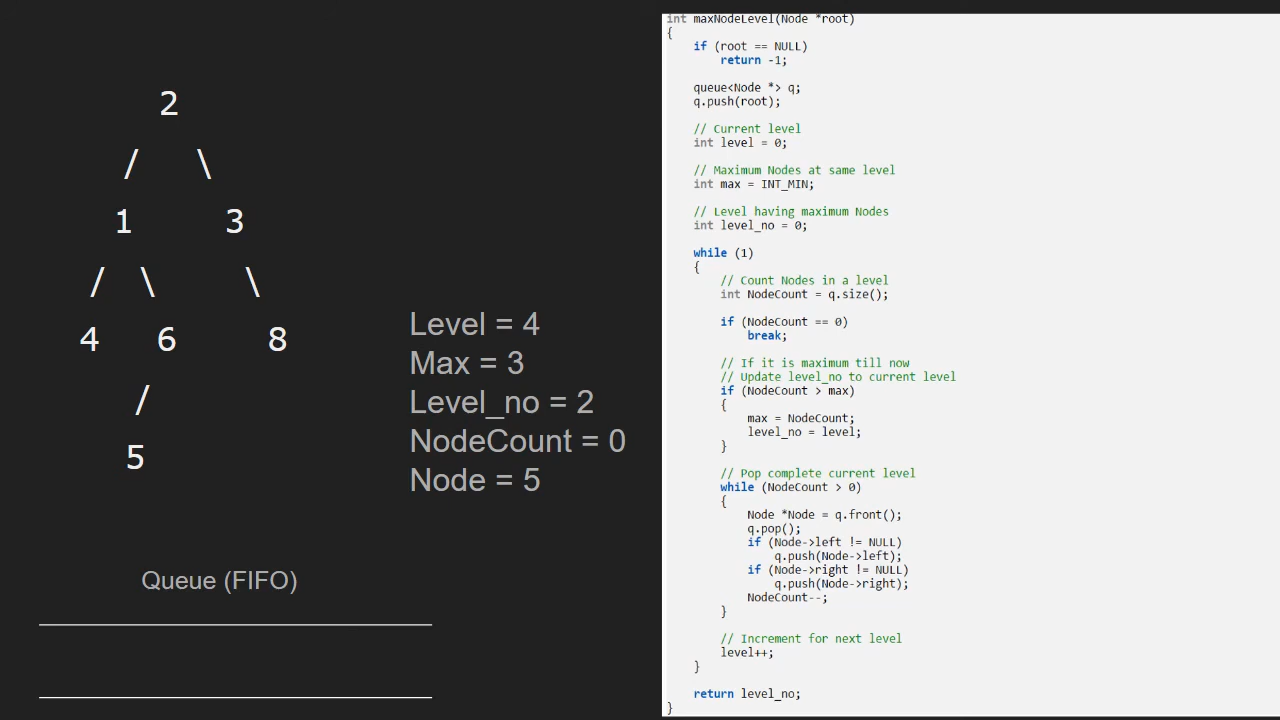 2
/ \
1 3
/ \ \
4 6 8
/
5
Level = 4
Max = 3
Level_no = 2
NodeCount = 0
Node = 5
Queue (FIFO)
int maxNodeLevel(Node *root)
{
    if (root == NULL)
        return -1;

    queue<Node *> q;
    q.push(root);

    // Current level
    int level = 0;

    // Maximum Nodes at same level
    int max = INT_MIN;

    // Level having maximum Nodes
    int level_no = 0;

    while (1)
    {
        // Count Nodes in a level
        int NodeCount = q.size();

        if (NodeCount == 0)
            break;

        // If it is maximum till now
        // Update level_no to current level
        if (NodeCount > max)
        {
            max = NodeCount;
            level_no = level;
        }

        // Pop complete current level
        while (NodeCount > 0)
        {
            Node *Node = q.front();
            q.pop();
            if (Node->left != NULL)
                q.push(Node->left);
            if (Node->right != NULL)
                q.push(Node->right);
            NodeCount--;
        }

        // Increment for next level
        level++;
    }

    return level_no;
}